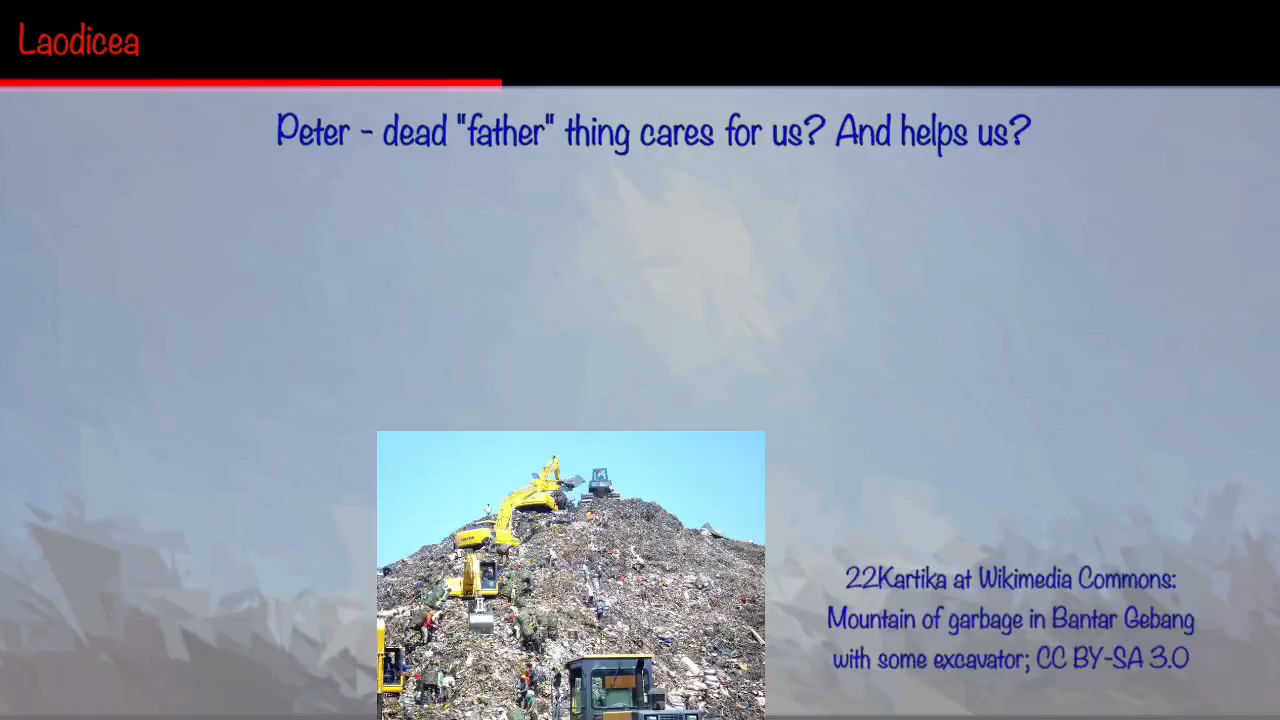 Laodicea
Peter - dead "father" thing cares for us? And helps us?
22Kartika at Wikimedia Commons:
Mountain of garbage in Bantar Gebang
with some excavator; CC BY-SA 3.0